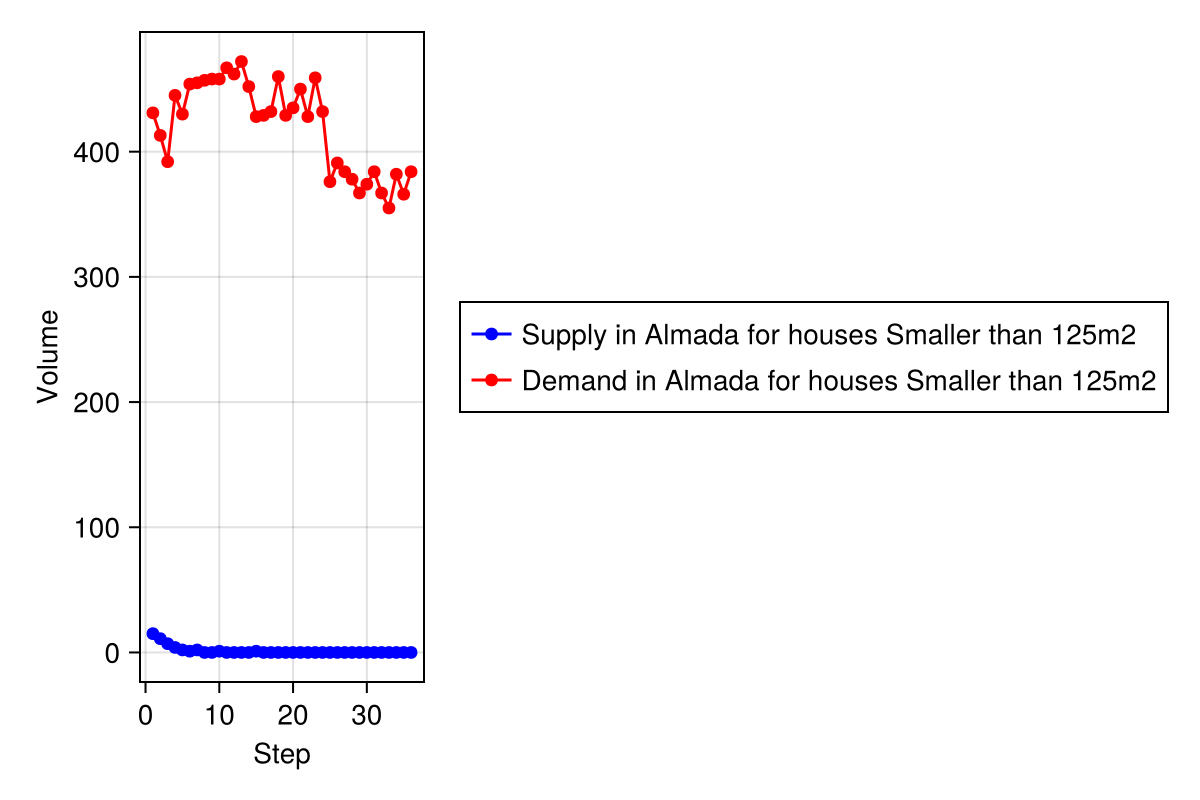 Volume
400
300
200
100
0
0 10 20 30
Step
Supply in Almada for houses Smaller than 125m2
Demand in Almada for houses Smaller than 125m2